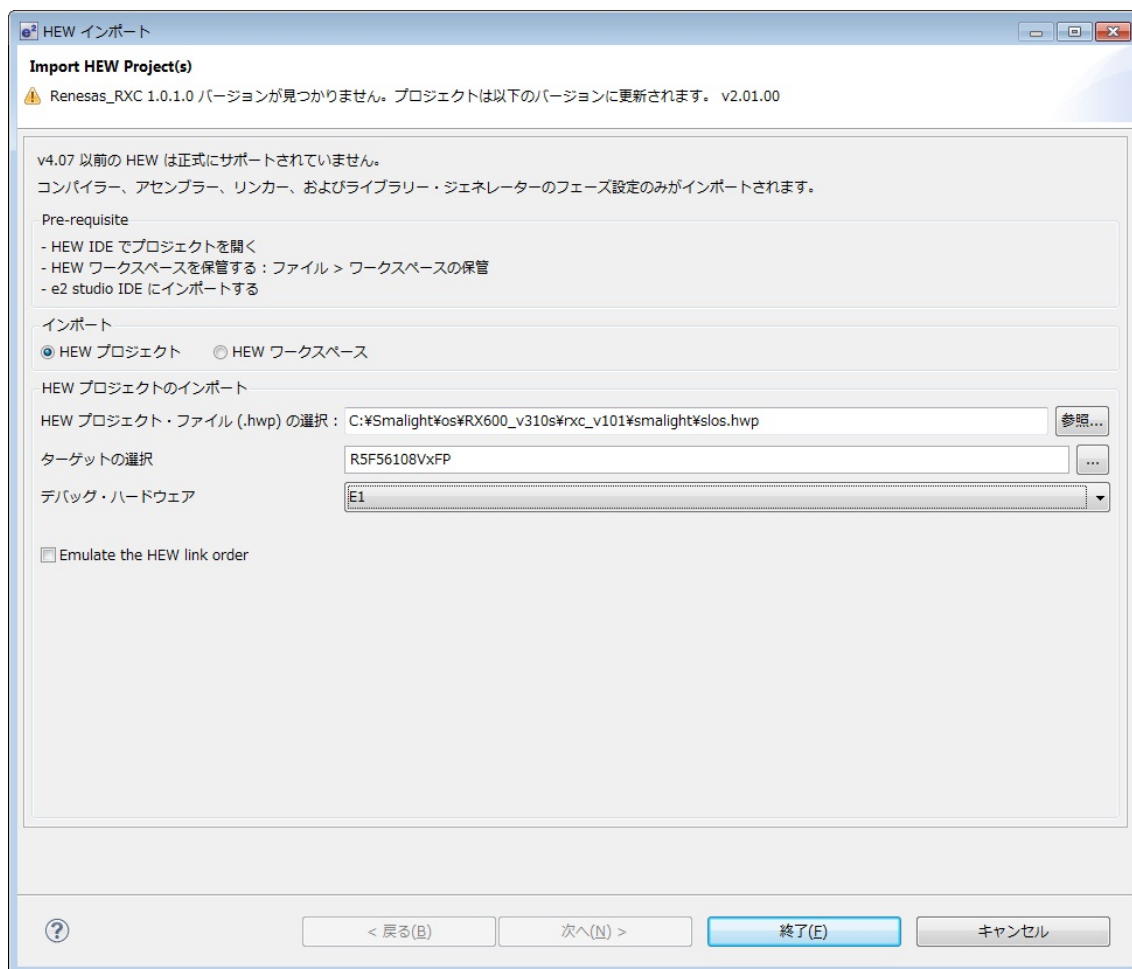 e² HEW インポート
Import HEW Project(s)
Renesas_RXC 1.0.1.0 バージョンが見つかりません。プロジェクトは以下のバージョンに更新されます。 v2.01.00
v4.07 以前の HEW は正式にサポートされていません。
コンパイラー、アセンブラー、リンカー、およびライブラリー・ジェネレーターのフェーズ設定のみがインポートされます。
Pre-requisite
- HEW IDE でプロジェクトを開く
- HEW ワークスペースを保管する : ファイル > ワークスペースの保管
- e2 studio IDE にインポートする
インポート
HEW プロジェクト HEW ワークスペース
HEW プロジェクトのインポート
HEW プロジェクト・ファイル (.hwp) の選択 : C:¥Smalight¥os¥RX600_v310s¥rxc_v101¥smalight¥slos.hwp 参照...
ターゲットの選択 R5F56108VxFP ...
デバッグ・ハードウェア E1
Emulate the HEW link order
? < 戻る(B) 次へ(N) > 終了(F) キャンセル